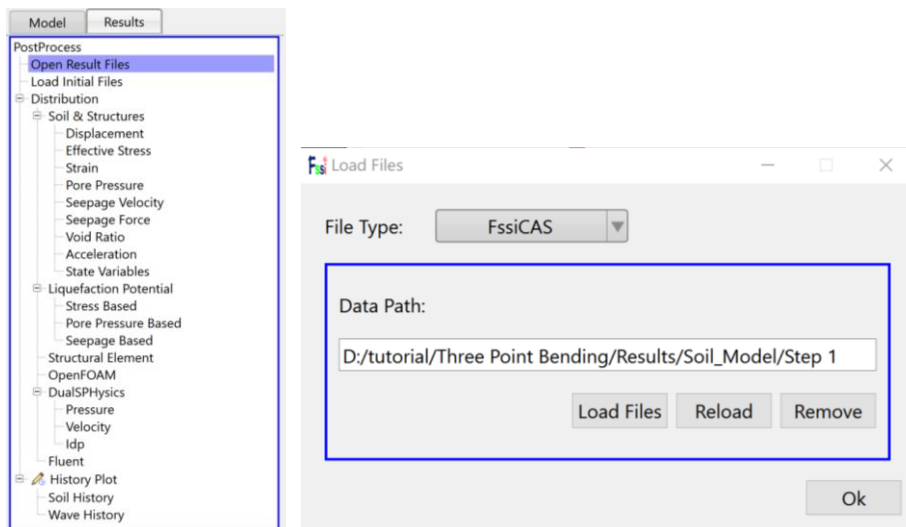 Model Results
PostProcess
Open Result Files
Load Initial Files
Distribution
Soil & Structures
Displacement
Effective Stress
Strain
Pore Pressure
Seepage Velocity
Seepage Force
Void Ratio
Acceleration
State Variables
Liquefaction Potential
Stress Based
Pore Pressure Based
Seepage Based
Structural Element
OpenFOAM
DualSPHysics
Pressure
Velocity
Idp
Fluent
History Plot
Soil History
Wave History
Fssi Load Files
File Type: FssiCAS
Data Path:
D:/tutorial/Three Point Bending/Results/Soil_Model/Step 1
Load Files Reload Remove
Ok